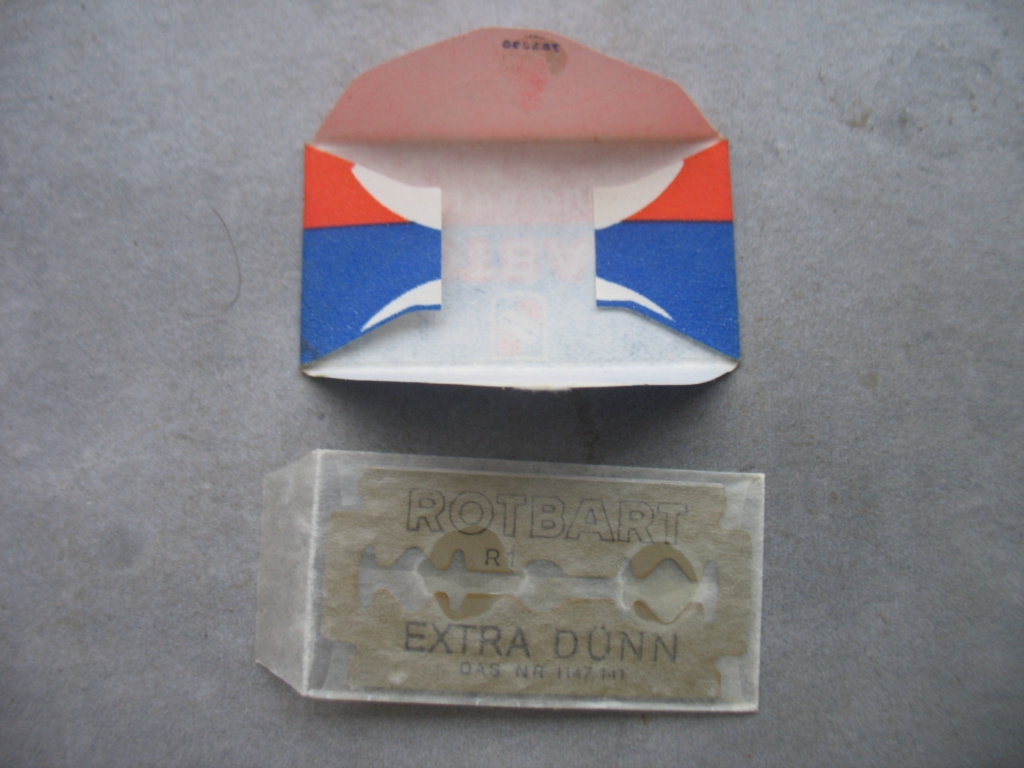 ROTBART
R1
EXTRA DÜNN
DAS NR 1147 141